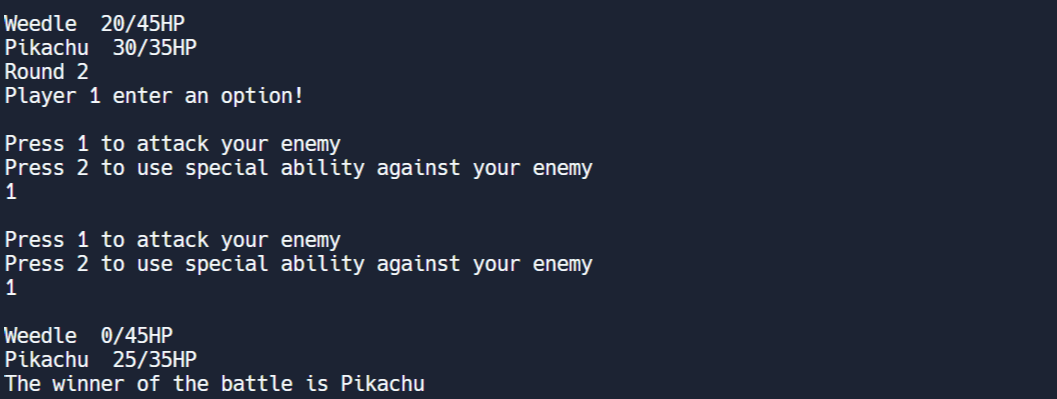 Weedle  20/45HP
Pikachu  30/35HP
Round 2
Player 1 enter an option!
Press 1 to attack your enemy
Press 2 to use special ability against your enemy
1
Press 1 to attack your enemy
Press 2 to use special ability against your enemy
1
Weedle  0/45HP
Pikachu  25/35HP
The winner of the battle is Pikachu